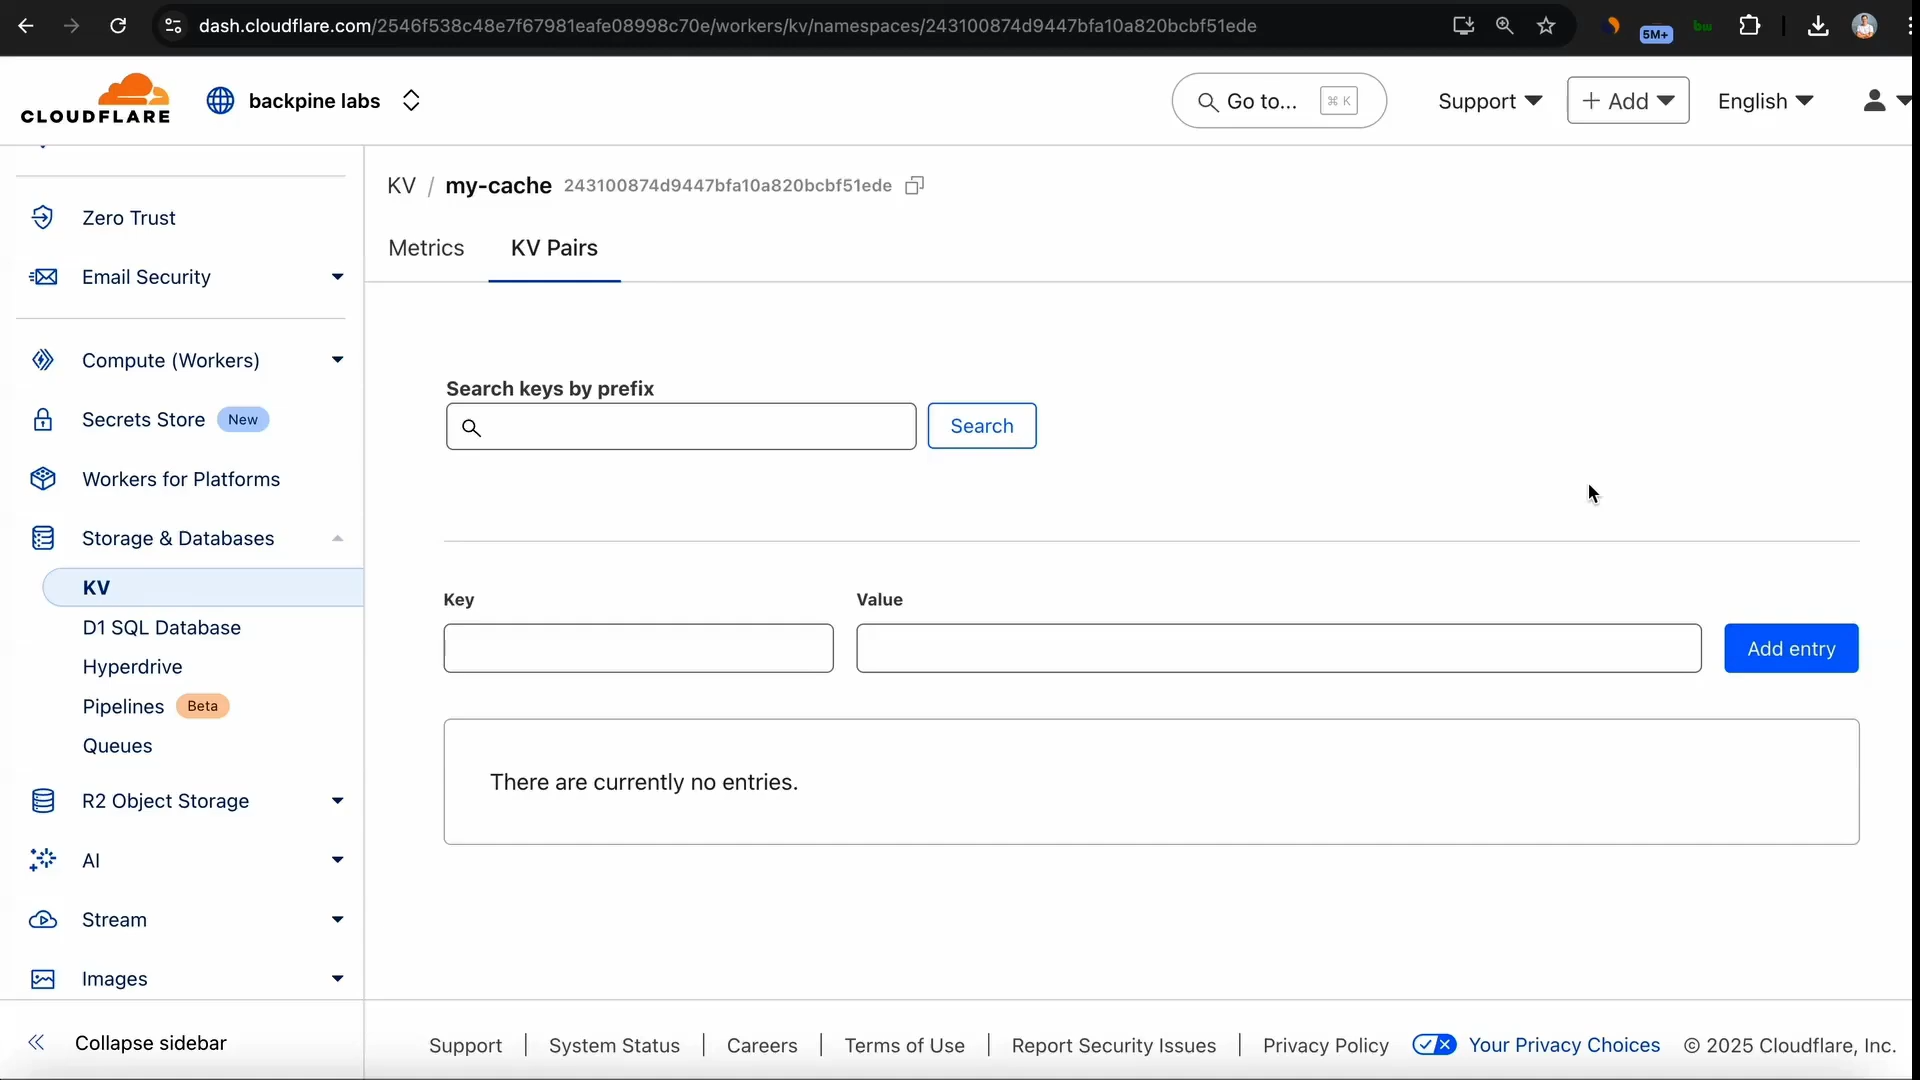 dash.cloudflare.com/2546f538c48e7f67981eafe08998c70e/workers/kv/namespaces/243100874d9447bfa10a820bcbf51ede
5M+
bw
CLOUDFLARE
backpine labs
Go to...
⌘ K
Support
+ Add
English
Zero Trust
Email Security
Compute (Workers)
Secrets Store New
Workers for Platforms
Storage & Databases
KV
D1 SQL Database
Hyperdrive
Pipelines Beta
Queues
R2 Object Storage
AI
Stream
Images
Collapse sidebar
KV / my-cache 243100874d9447bfa10a820bcbf51ede
Metrics KV Pairs
Search keys by prefix
Search
Key Value
Add entry
There are currently no entries.
Support | System Status | Careers | Terms of Use | Report Security Issues | Privacy Policy Your Privacy Choices © 2025 Cloudflare, Inc.